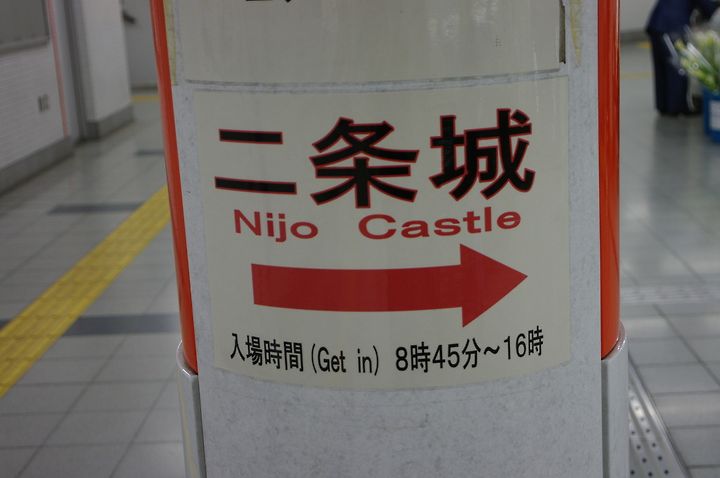 二条城
Nijo Castle
入場時間 (Get in) 8時45分～16時